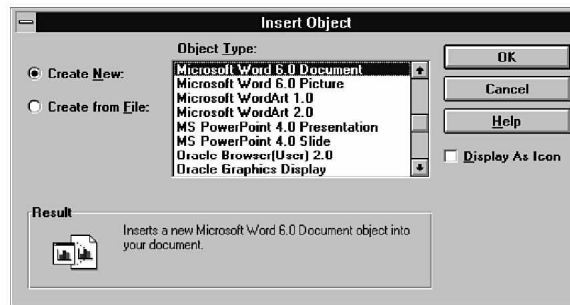 Insert Object
Object Type:
Create New:
Create from File:
Microsoft Word 6.0 Document
Microsoft Word 6.0 Picture
Microsoft WordArt 1.0
Microsoft WordArt 2.0
MS PowerPoint 4.0 Presentation
MS PowerPoint 4.0 Slide
Oracle Browser(User) 2.0
Oracle Graphics Display
OK
Cancel
Help
Display As Icon
Result
Inserts a new Microsoft Word 6.0 Document object into
your document.